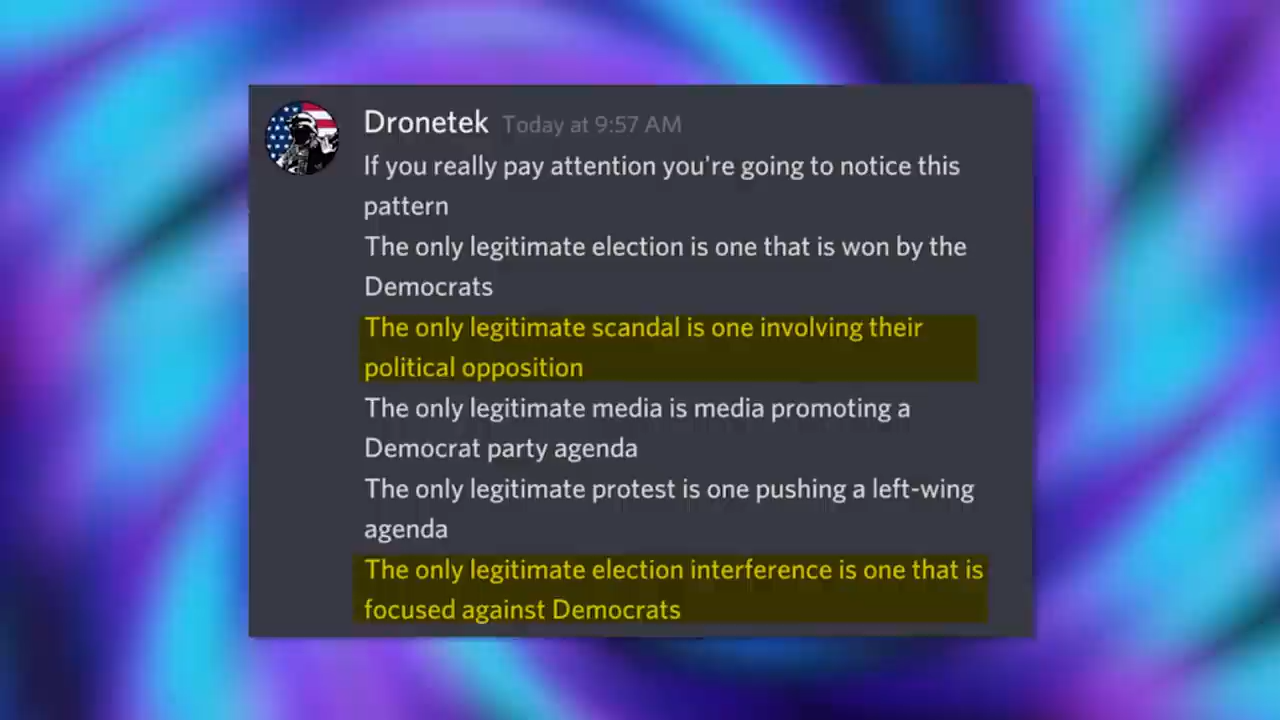 Dronetek Today at 9:57 AM
If you really pay attention you're going to notice this
pattern
The only legitimate election is one that is won by the
Democrats
The only legitimate scandal is one involving their
political opposition
The only legitimate media is media promoting a
Democrat party agenda
The only legitimate protest is one pushing a left-wing
agenda
The only legitimate election interference is one that is
focused against Democrats